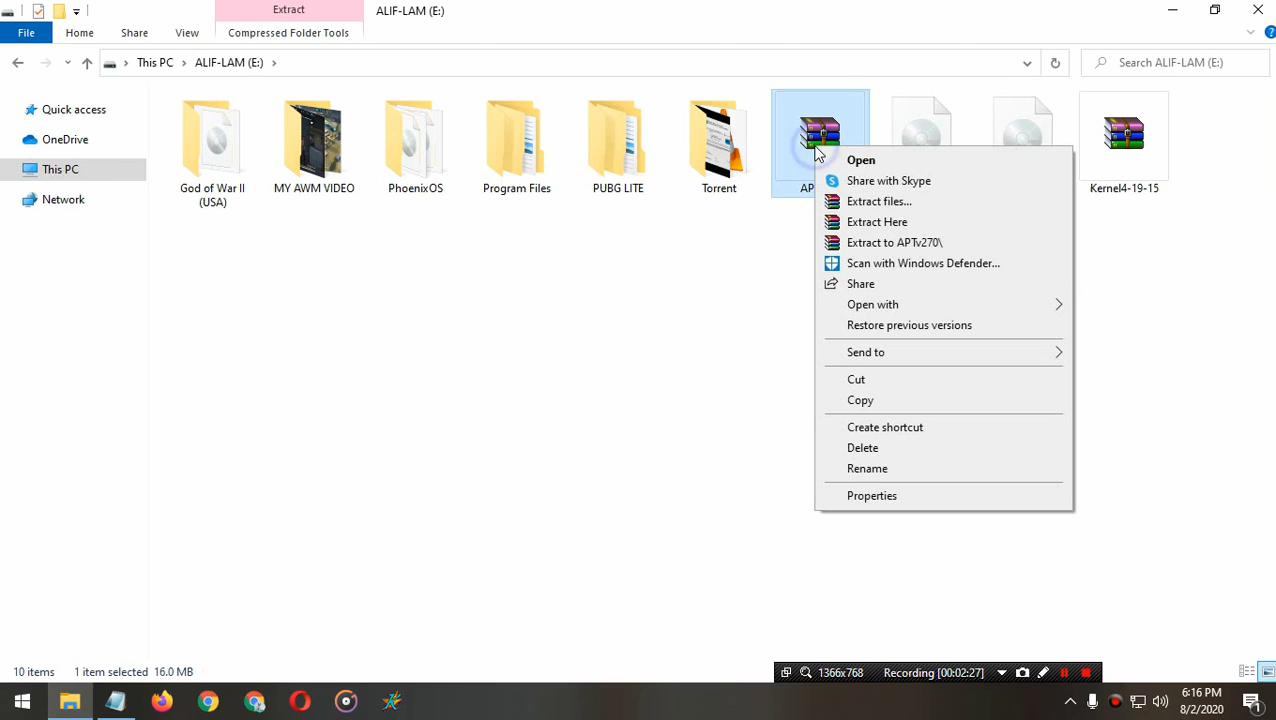 Extract
ALIF-LAM (E:)
File
Home
Share
View
Compressed Folder Tools
This PC
ALIF-LAM (E:)
Search ALIF-LAM (E:)
Quick access
OneDrive
This PC
Network
God of War II
(USA)
MY AWM VIDEO
PhoenixOS
Program Files
PUBG LITE
Torrent
AP
Kernel4-19-15
Open
Share with Skype
Extract files...
Extract Here
Extract to APTv270\
Scan with Windows Defender...
Share
Open with
Restore previous versions
Send to
Cut
Copy
Create shortcut
Delete
Rename
Properties
10 items
1 item selected
16.0 MB
1366x768
Recording [00:02:27]
6:16 PM
8/2/2020
1